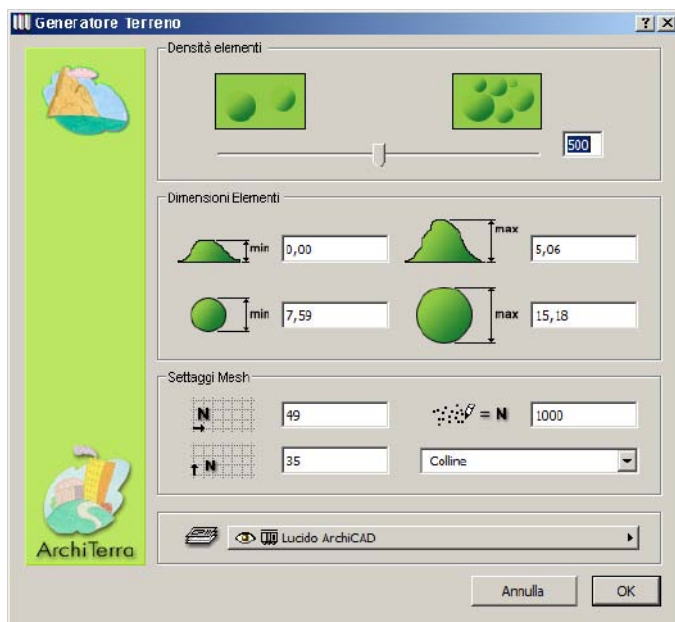 Generatore Terreno
Densità elementi
500
Dimensioni Elementi
min 0,00
max 5,06
min 7,59
max 15,18
Settaggi Mesh
N 49
= N 1000
N 35
Colline
Lucido ArchiCAD
ArchiTerra
Annulla OK